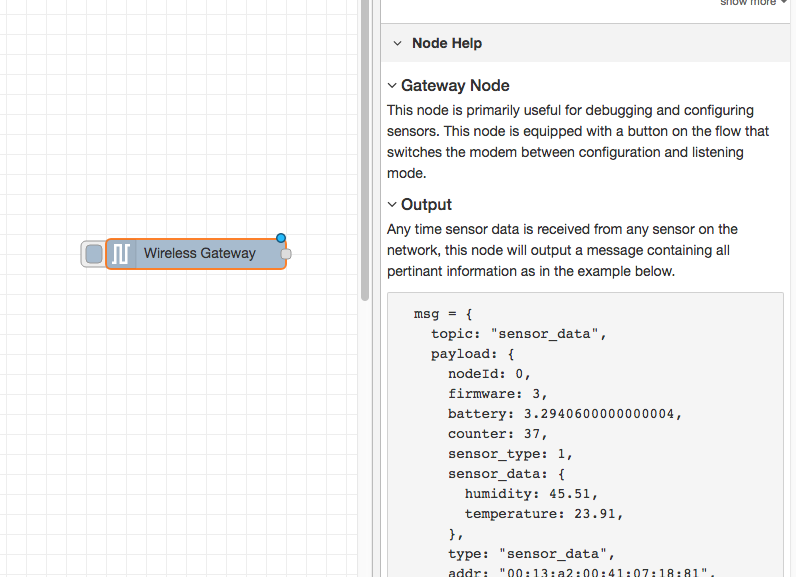 show more
Node Help
Gateway Node
This node is primarily useful for debugging and configuring
sensors. This node is equipped with a button on the flow that
switches the modem between configuration and listening
mode.
Output
Any time sensor data is received from any sensor on the
network, this node will output a message containing all
pertinant information as in the example below.
Wireless Gateway
msg = {
topic: "sensor_data",
payload: {
nodeId: 0,
firmware: 3,
battery: 3.2940600000000004,
counter: 37,
sensor_type: 1,
sensor_data: {
humidity: 45.51,
temperature: 23.91,
},
type: "sensor_data",
addr: "00:13:a2:00:41:07:18:81",